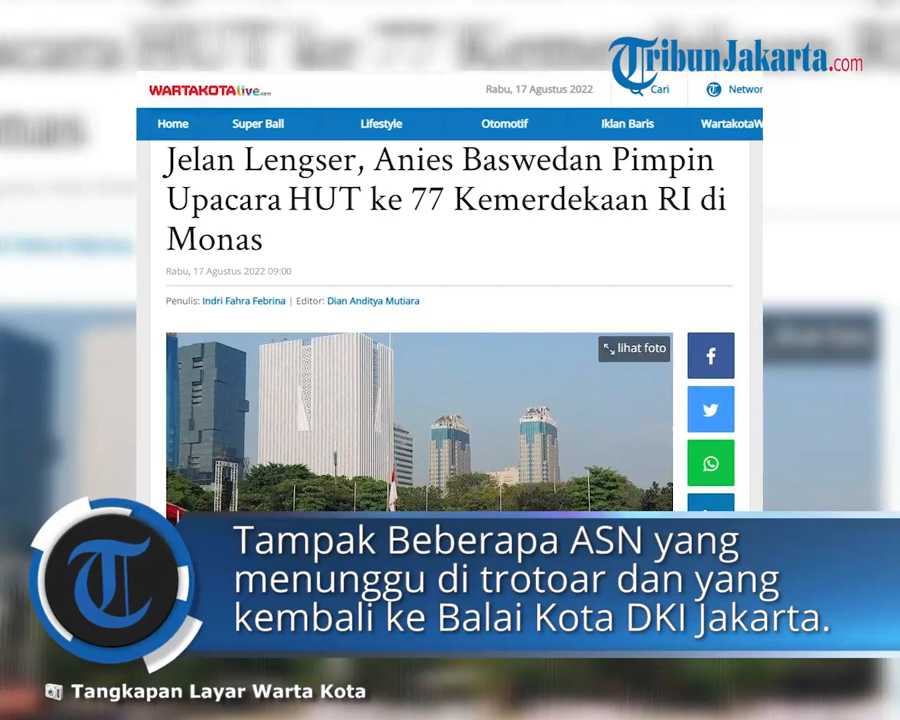 TribunJakarta.com
WARTAKOTAlive.com
Rabu, 17 Agustus 2022
Cari
Networ
Home
Super Ball
Lifestyle
Otomotif
Iklan Baris
WartakotaW
Jelan Lengser, Anies Baswedan Pimpin
Upacara HUT ke 77 Kemerdekaan RI di
Monas
Rabu, 17 Agustus 2022 09:00
Penulis: Indri Fahra Febrina | Editor: Dian Anditya Mutiara
lihat foto
Tampak Beberapa ASN yang
menunggu di trotoar dan yang
kembali ke Balai Kota DKI Jakarta.
Tangkapan Layar Warta Kota